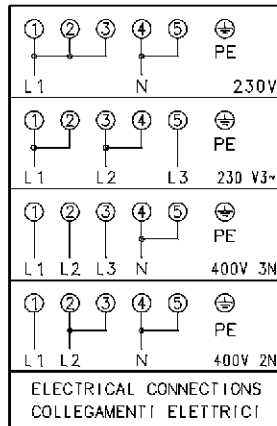 1 2 3 4 5
PE
L1 N 230V
1 2 3 4 5
PE
L1 L2 L3 230 V3~
1 2 3 4 5
PE
L1 L2 L3 N 400V 3N
1 2 3 4 5
PE
L1 L2 N 400V 2N
ELECTRICAL CONNECTIONS
COLLEGAMENTI ELETTRICI